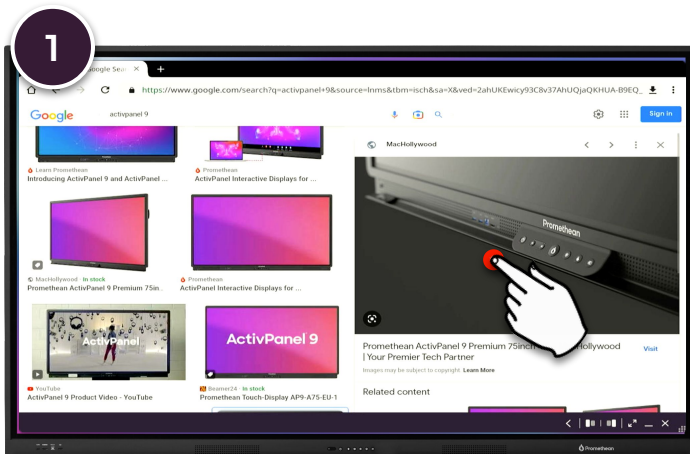 1
Google Sear
https://www.google.com/search?q=activpanel+9&source=lnms&tbm=isch&sa=X&ved=2ahUKEwicy93C8v37AhUQjaQKHUA-B9EQ_
Google
activpanel 9
Sign in
Learn Promethean
Introducing ActivPanel 9 and ActivPanel ...
Promethean
ActivPanel Interactive Displays for ...
MacHollywood · In stock
Promethean ActivPanel 9 Premium 75in..
Promethean
ActivPanel Interactive Displays for ...
ActivPanel
YouTube
ActivPanel 9 Product Video - YouTube
ActivPanel 9
Beamer24 · In stock
Promethean Touch-Display AP9-A75-EU-1
MacHollywood
Promethean
Promethean ActivPanel 9 Premium 75inch ollywood
| Your Premier Tech Partner
Visit
Images may be subject to copyright Learn More
Related content
Promethean